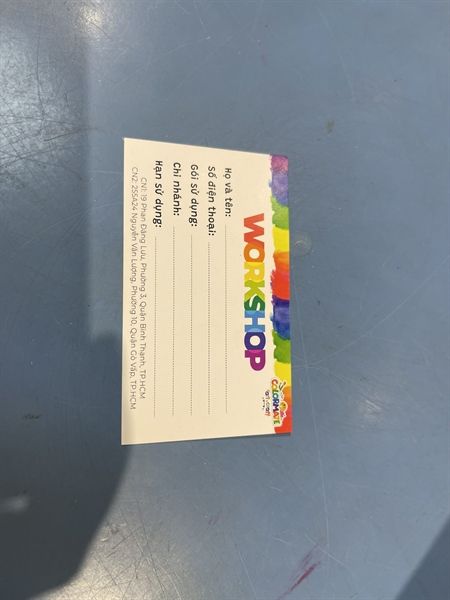 COLORMATE
WORKSHOP
Họ và tên:
Số điện thoại:
Gói sử dụng:
Chi nhánh:
Hạn sử dụng:
CN1: 19 Phan Đăng Lưu, Phường 3, Quận Bình Thạnh, TP HCM
CN2: 255A24 Nguyễn Văn Lượng, Phường 10, Quận Gò Vấp, TP HCM